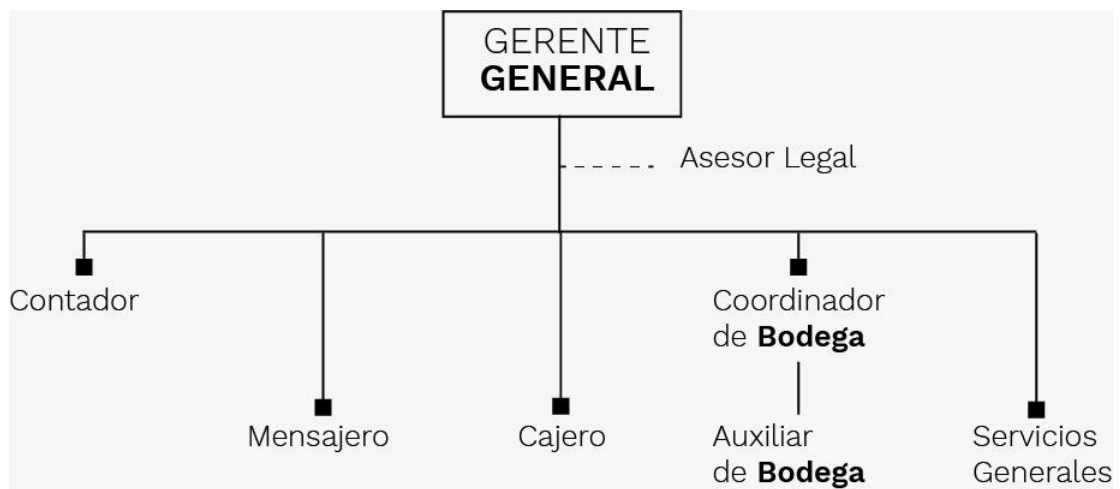 GERENTE
GENERAL
Asesor Legal
Contador
Coordinador
de Bodega
Mensajero
Cajero
Auxiliar
de Bodega
Servicios
Generales